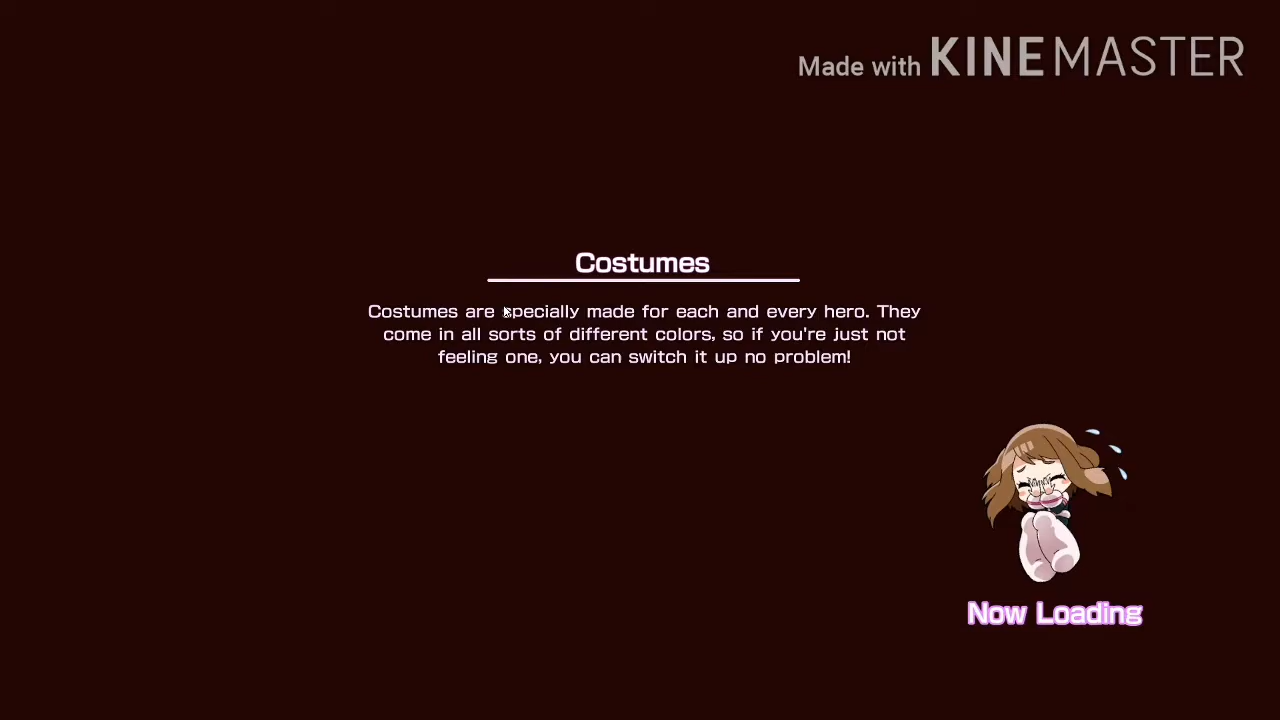 Made with KINEMASTER
Costumes
Costumes are specially made for each and every hero. They
come in all sorts of different colors, so if you're just not
feeling one, you can switch it up no problem!
Now Loading